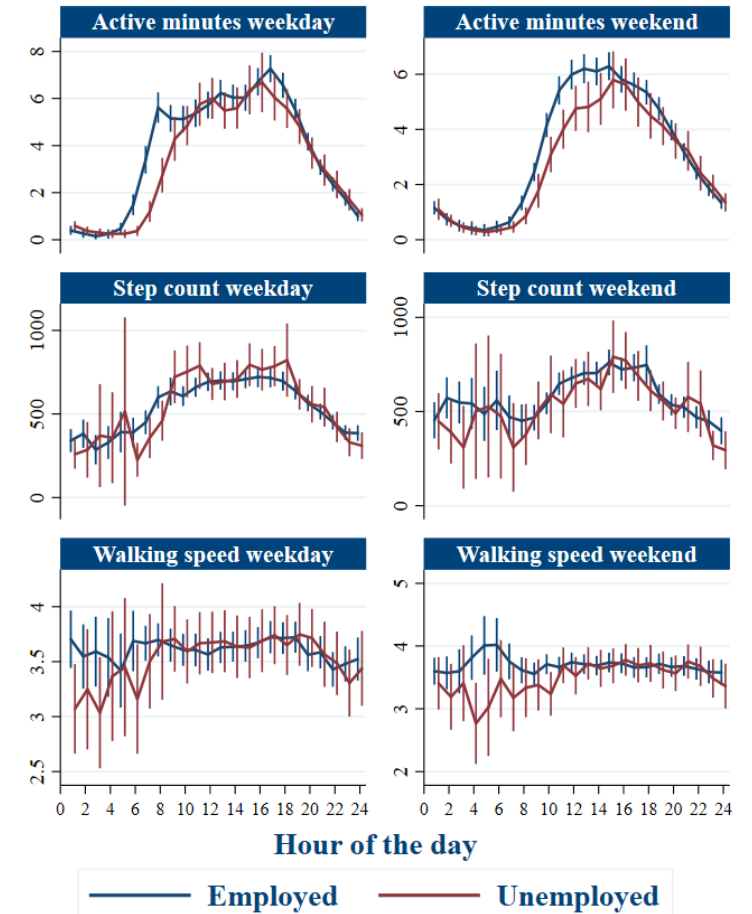 Active minutes weekday
Active minutes weekend
8
6
4
2
0
6
4
2
0
Step count weekday
Step count weekend
1000
500
0
1000
500
0
Walking speed weekday
Walking speed weekend
4
3.5
3
2.5
5
4
3
2
0 2 4 6 8 10 12 14 16 18 20 22 24
0 2 4 6 8 10 12 14 16 18 20 22 24
Hour of the day
Employed Unemployed